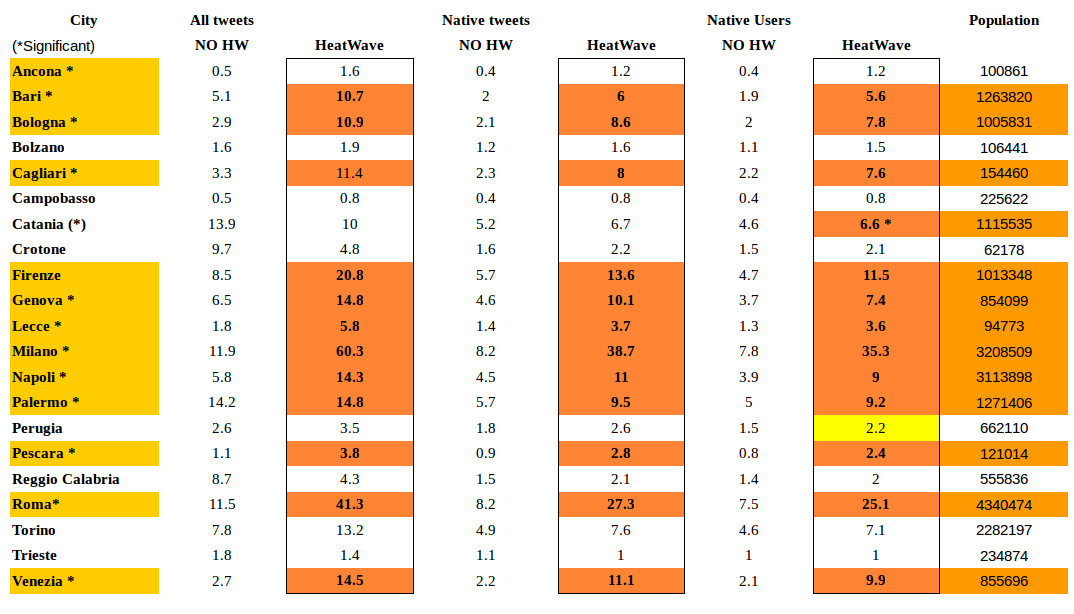 City All tweets Native tweets Native Users Population
(*Significant) NO HW HeatWave NO HW HeatWave NO HW HeatWave
Ancona * 0.5 1.6 0.4 1.2 0.4 1.2 100861
Bari * 5.1 10.7 2 6 1.9 5.6 1263820
Bologna * 2.9 10.9 2.1 8.6 2 7.8 1005831
Bolzano 1.6 1.9 1.2 1.6 1.1 1.5 106441
Cagliari * 3.3 11.4 2.3 8 2.2 7.6 154460
Campobasso 0.5 0.8 0.4 0.8 0.4 0.8 225622
Catania (*) 13.9 10 5.2 6.7 4.6 6.6 * 1115535
Crotone 9.7 4.8 1.6 2.2 1.5 2.1 62178
Firenze 8.5 20.8 5.7 13.6 4.7 11.5 1013348
Genova * 6.5 14.8 4.6 10.1 3.7 7.4 854099
Lecce * 1.8 5.8 1.4 3.7 1.3 3.6 94773
Milano * 11.9 60.3 8.2 38.7 7.8 35.3 3208509
Napoli * 5.8 14.3 4.5 11 3.9 9 3113898
Palermo * 14.2 14.8 5.7 9.5 5 9.2 1271406
Perugia 2.6 3.5 1.8 2.6 1.5 2.2 662110
Pescara * 1.1 3.8 0.9 2.8 0.8 2.4 121014
Reggio Calabria 8.7 4.3 1.5 2.1 1.4 2 555836
Roma* 11.5 41.3 8.2 27.3 7.5 25.1 4340474
Torino 7.8 13.2 4.9 7.6 4.6 7.1 2282197
Trieste 1.8 1.4 1.1 1 1 1 234874
Venezia * 2.7 14.5 2.2 11.1 2.1 9.9 855696